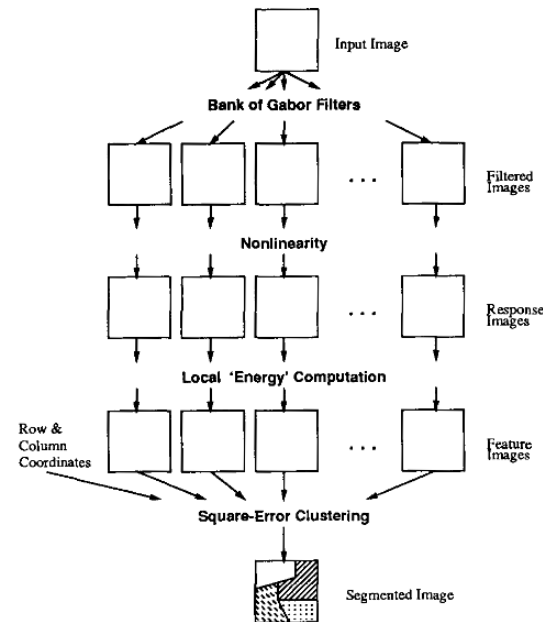 Input Image
Bank of Gabor Filters
Filtered
Images
. . .
Nonlinearity
Response
Images
. . .
Local 'Energy' Computation
Row &
Column
Coordinates
Feature
Images
. . .
Square-Error Clustering
Segmented Image